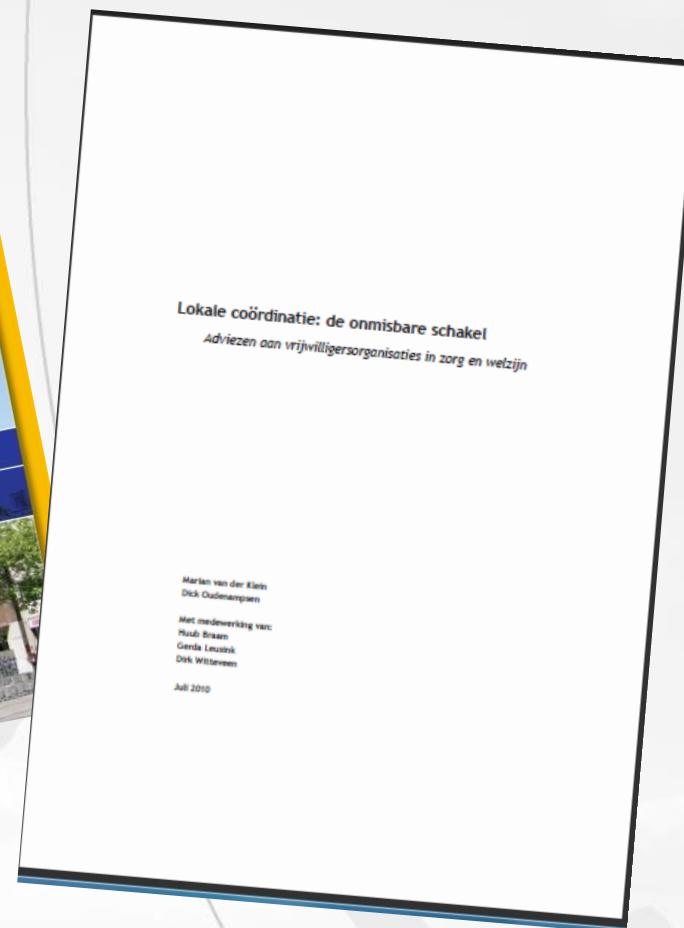 Lokale coördinatie: de onmisbare schakel
Adviezen aan vrijwilligersorganisaties in zorg en welzijn
Marian van der Klein
Dick Oudenampsen
Met medewerking van:
Huub Braam
Gerda Leusink
Dirk Witteveen
Juli 2010